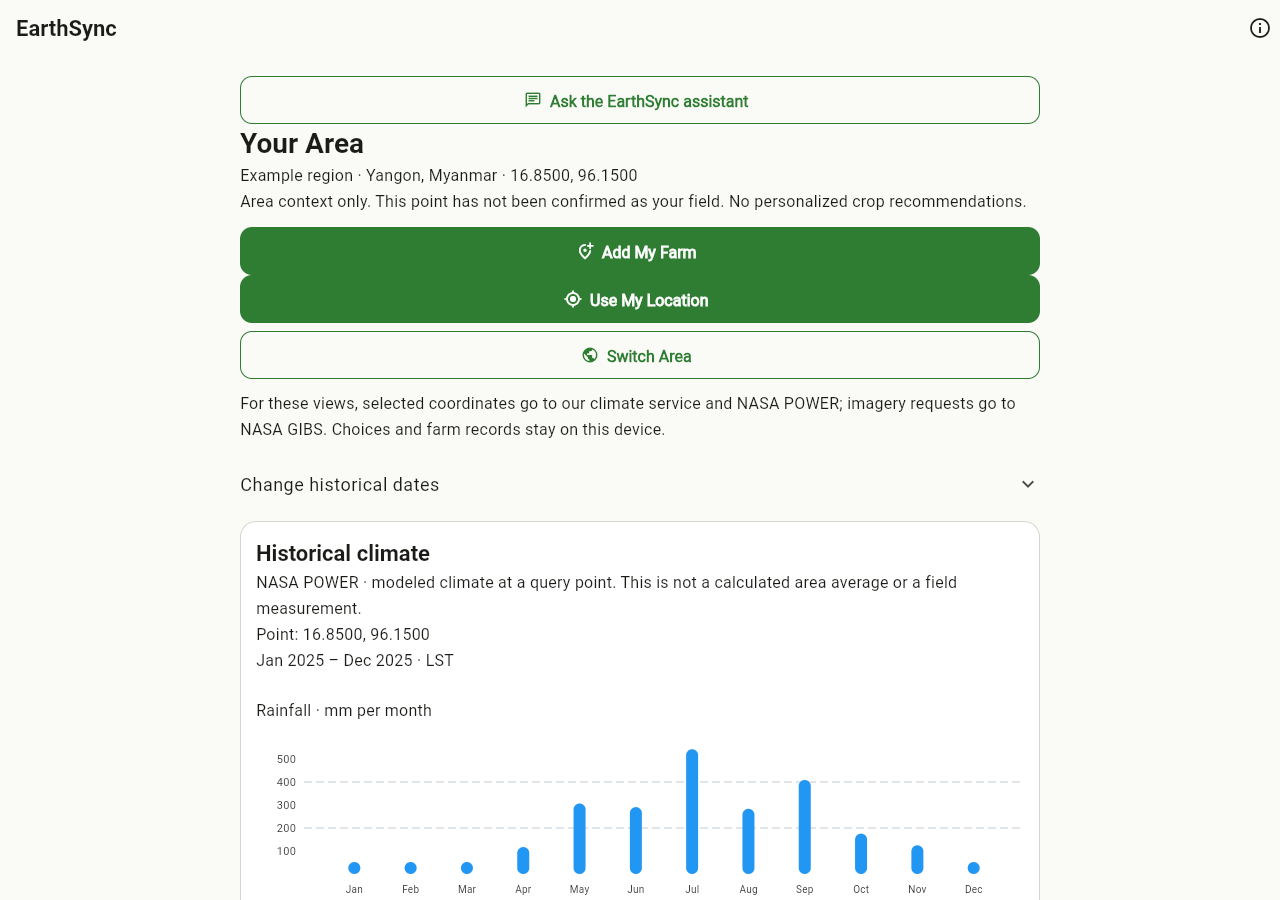 EarthSync
Ask the EarthSync assistant
Your Area
Example region · Yangon, Myanmar · 16.8500, 96.1500
Area context only. This point has not been confirmed as your field. No personalized crop recommendations.
Add My Farm
Use My Location
Switch Area
For these views, selected coordinates go to our climate service and NASA POWER; imagery requests go to
NASA GIBS. Choices and farm records stay on this device.
Change historical dates
Historical climate
NASA POWER · modeled climate at a query point. This is not a calculated area average or a field
measurement.
Point: 16.8500, 96.1500
Jan 2025 – Dec 2025 · LST
Rainfall · mm per month
500
400
300
200
100
Jan Feb Mar Apr May Jun Jul Aug Sep Oct Nov Dec